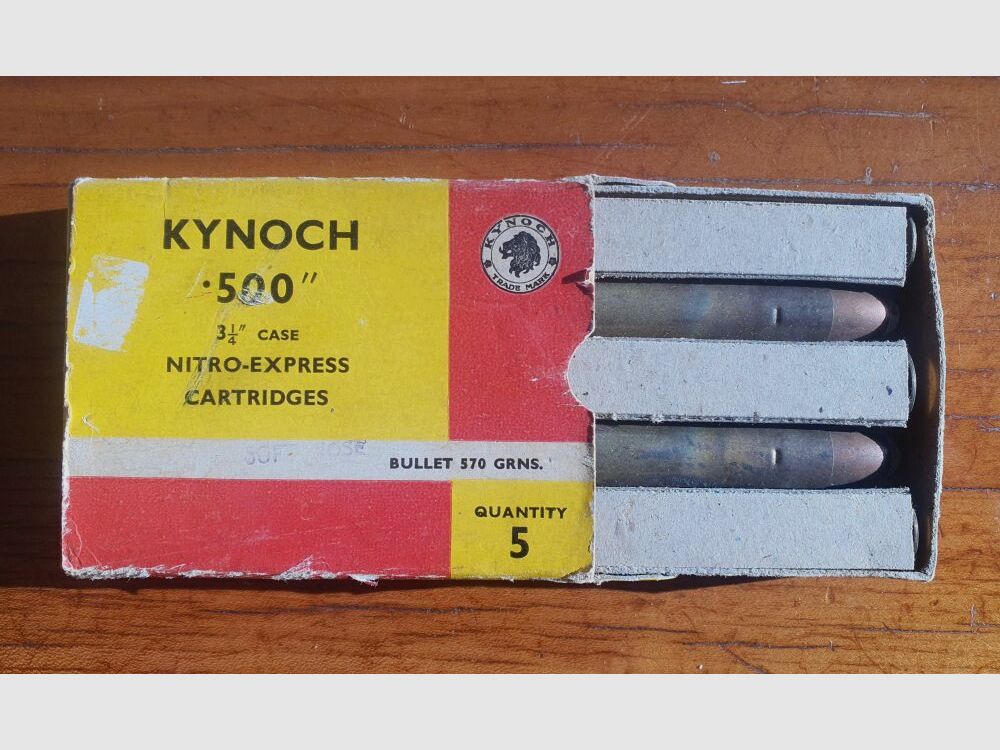 KYNOCH
·500"
3¼" CASE
NITRO-EXPRESS
CARTRIDGES
KYNOCH
TRADE MARK
BULLET 570 GRNS.
QUANTITY
5